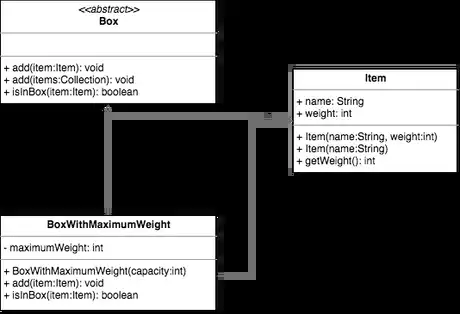 <<abstract>>
Box
+ add(item:Item): void
+ add(items:Collection): void
+ isInBox(item:Item): boolean
Item
+ name: String
+ weight: int
+ Item(name:String, weight:int)
+ Item(name:String)
+ getWeight(): int
BoxWithMaximumWeight
- maximumWeight: int
+ BoxWithMaximumWeight(capacity:int)
+ add(item:Item): void
+ isInBox(item:Item): boolean